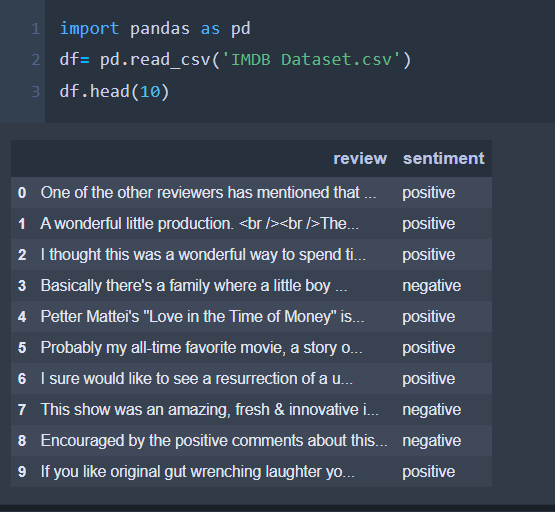 1 import pandas as pd
2 df= pd.read_csv('IMDB Dataset.csv')
3 df.head(10)
review sentiment
0 One of the other reviewers has mentioned that ... positive
1 A wonderful little production. <br /><br />The... positive
2 I thought this was a wonderful way to spend ti... positive
3 Basically there's a family where a little boy ... negative
4 Petter Mattei's "Love in the Time of Money" is... positive
5 Probably my all-time favorite movie, a story o... positive
6 I sure would like to see a resurrection of a u... positive
7 This show was an amazing, fresh & innovative i... negative
8 Encouraged by the positive comments about this... negative
9 If you like original gut wrenching laughter yo... positive